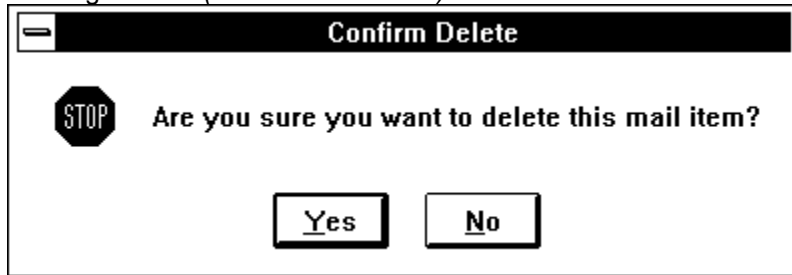 Confirm Delete
STOP Are you sure you want to delete this mail item?
Yes No